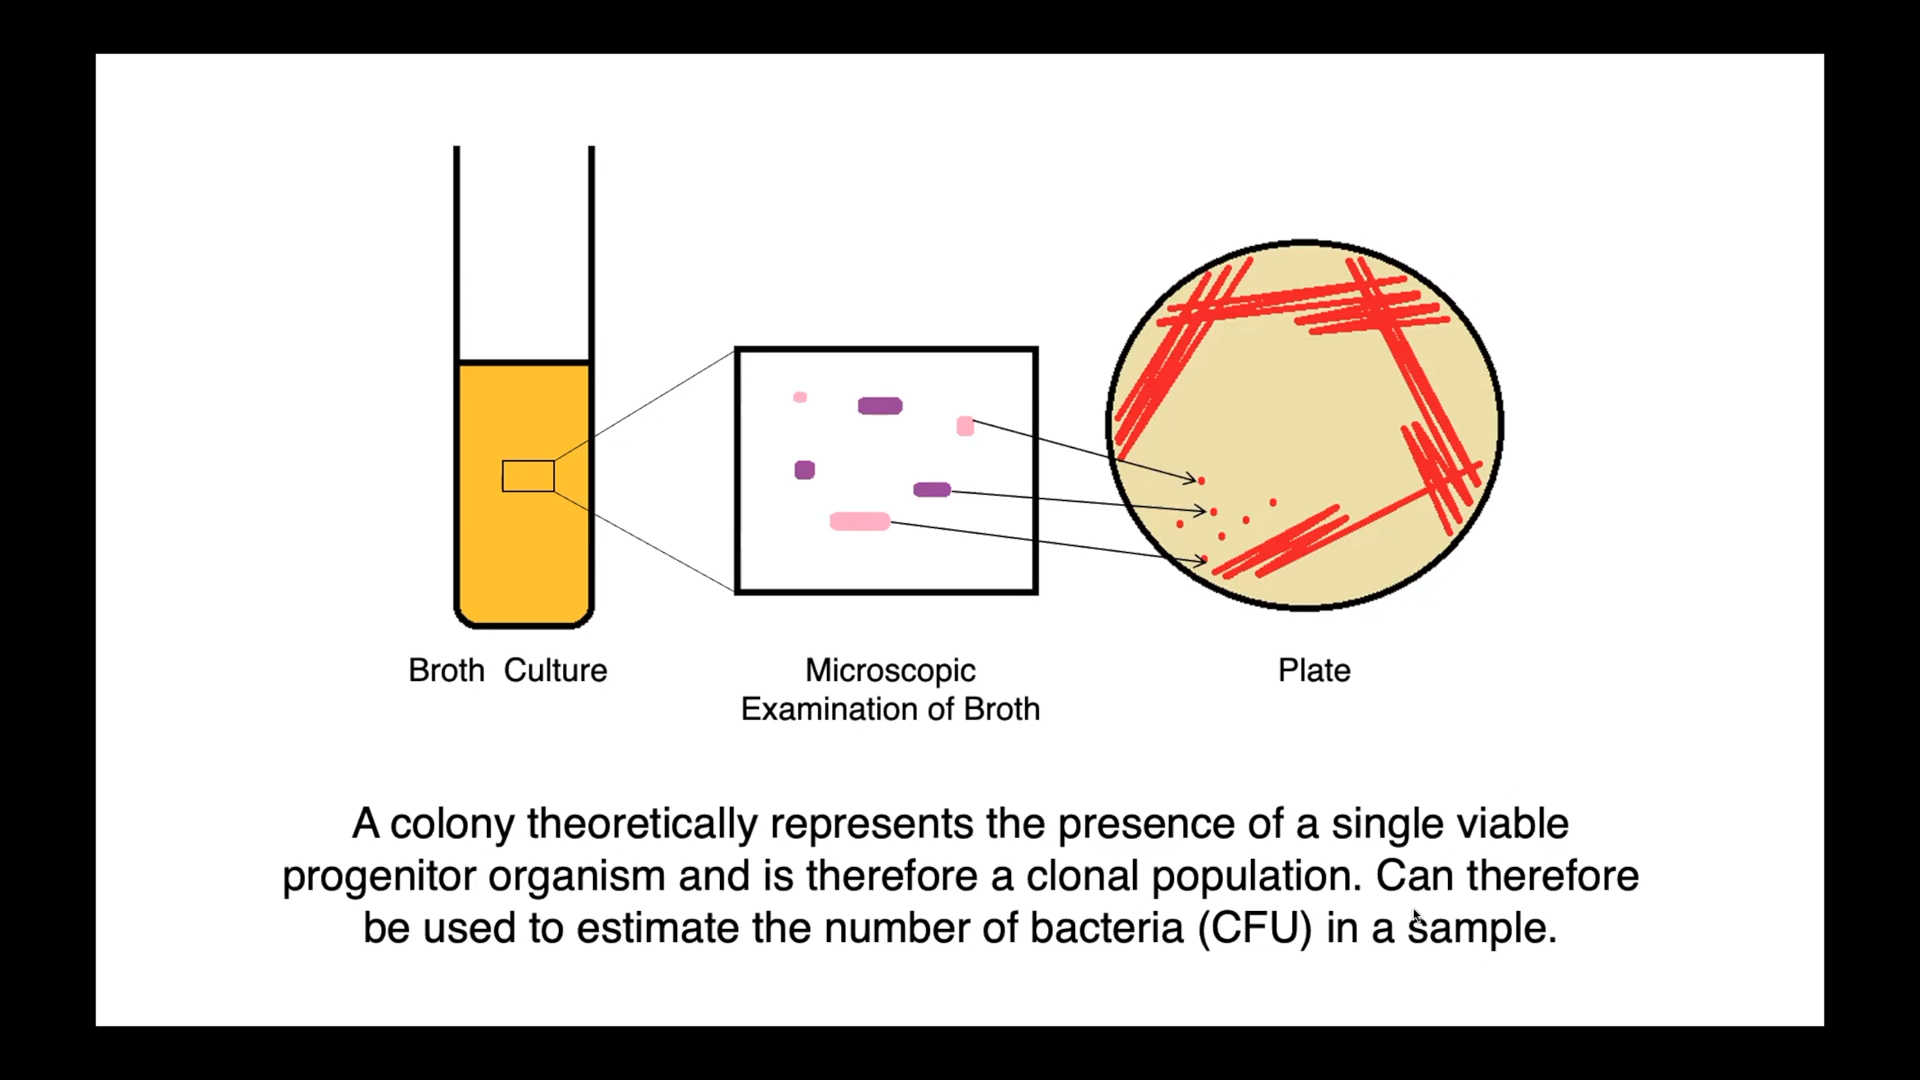 Broth Culture
Microscopic
Examination of Broth
Plate
A colony theoretically represents the presence of a single viable
progenitor organism and is therefore a clonal population. Can therefore
be used to estimate the number of bacteria (CFU) in a sample.